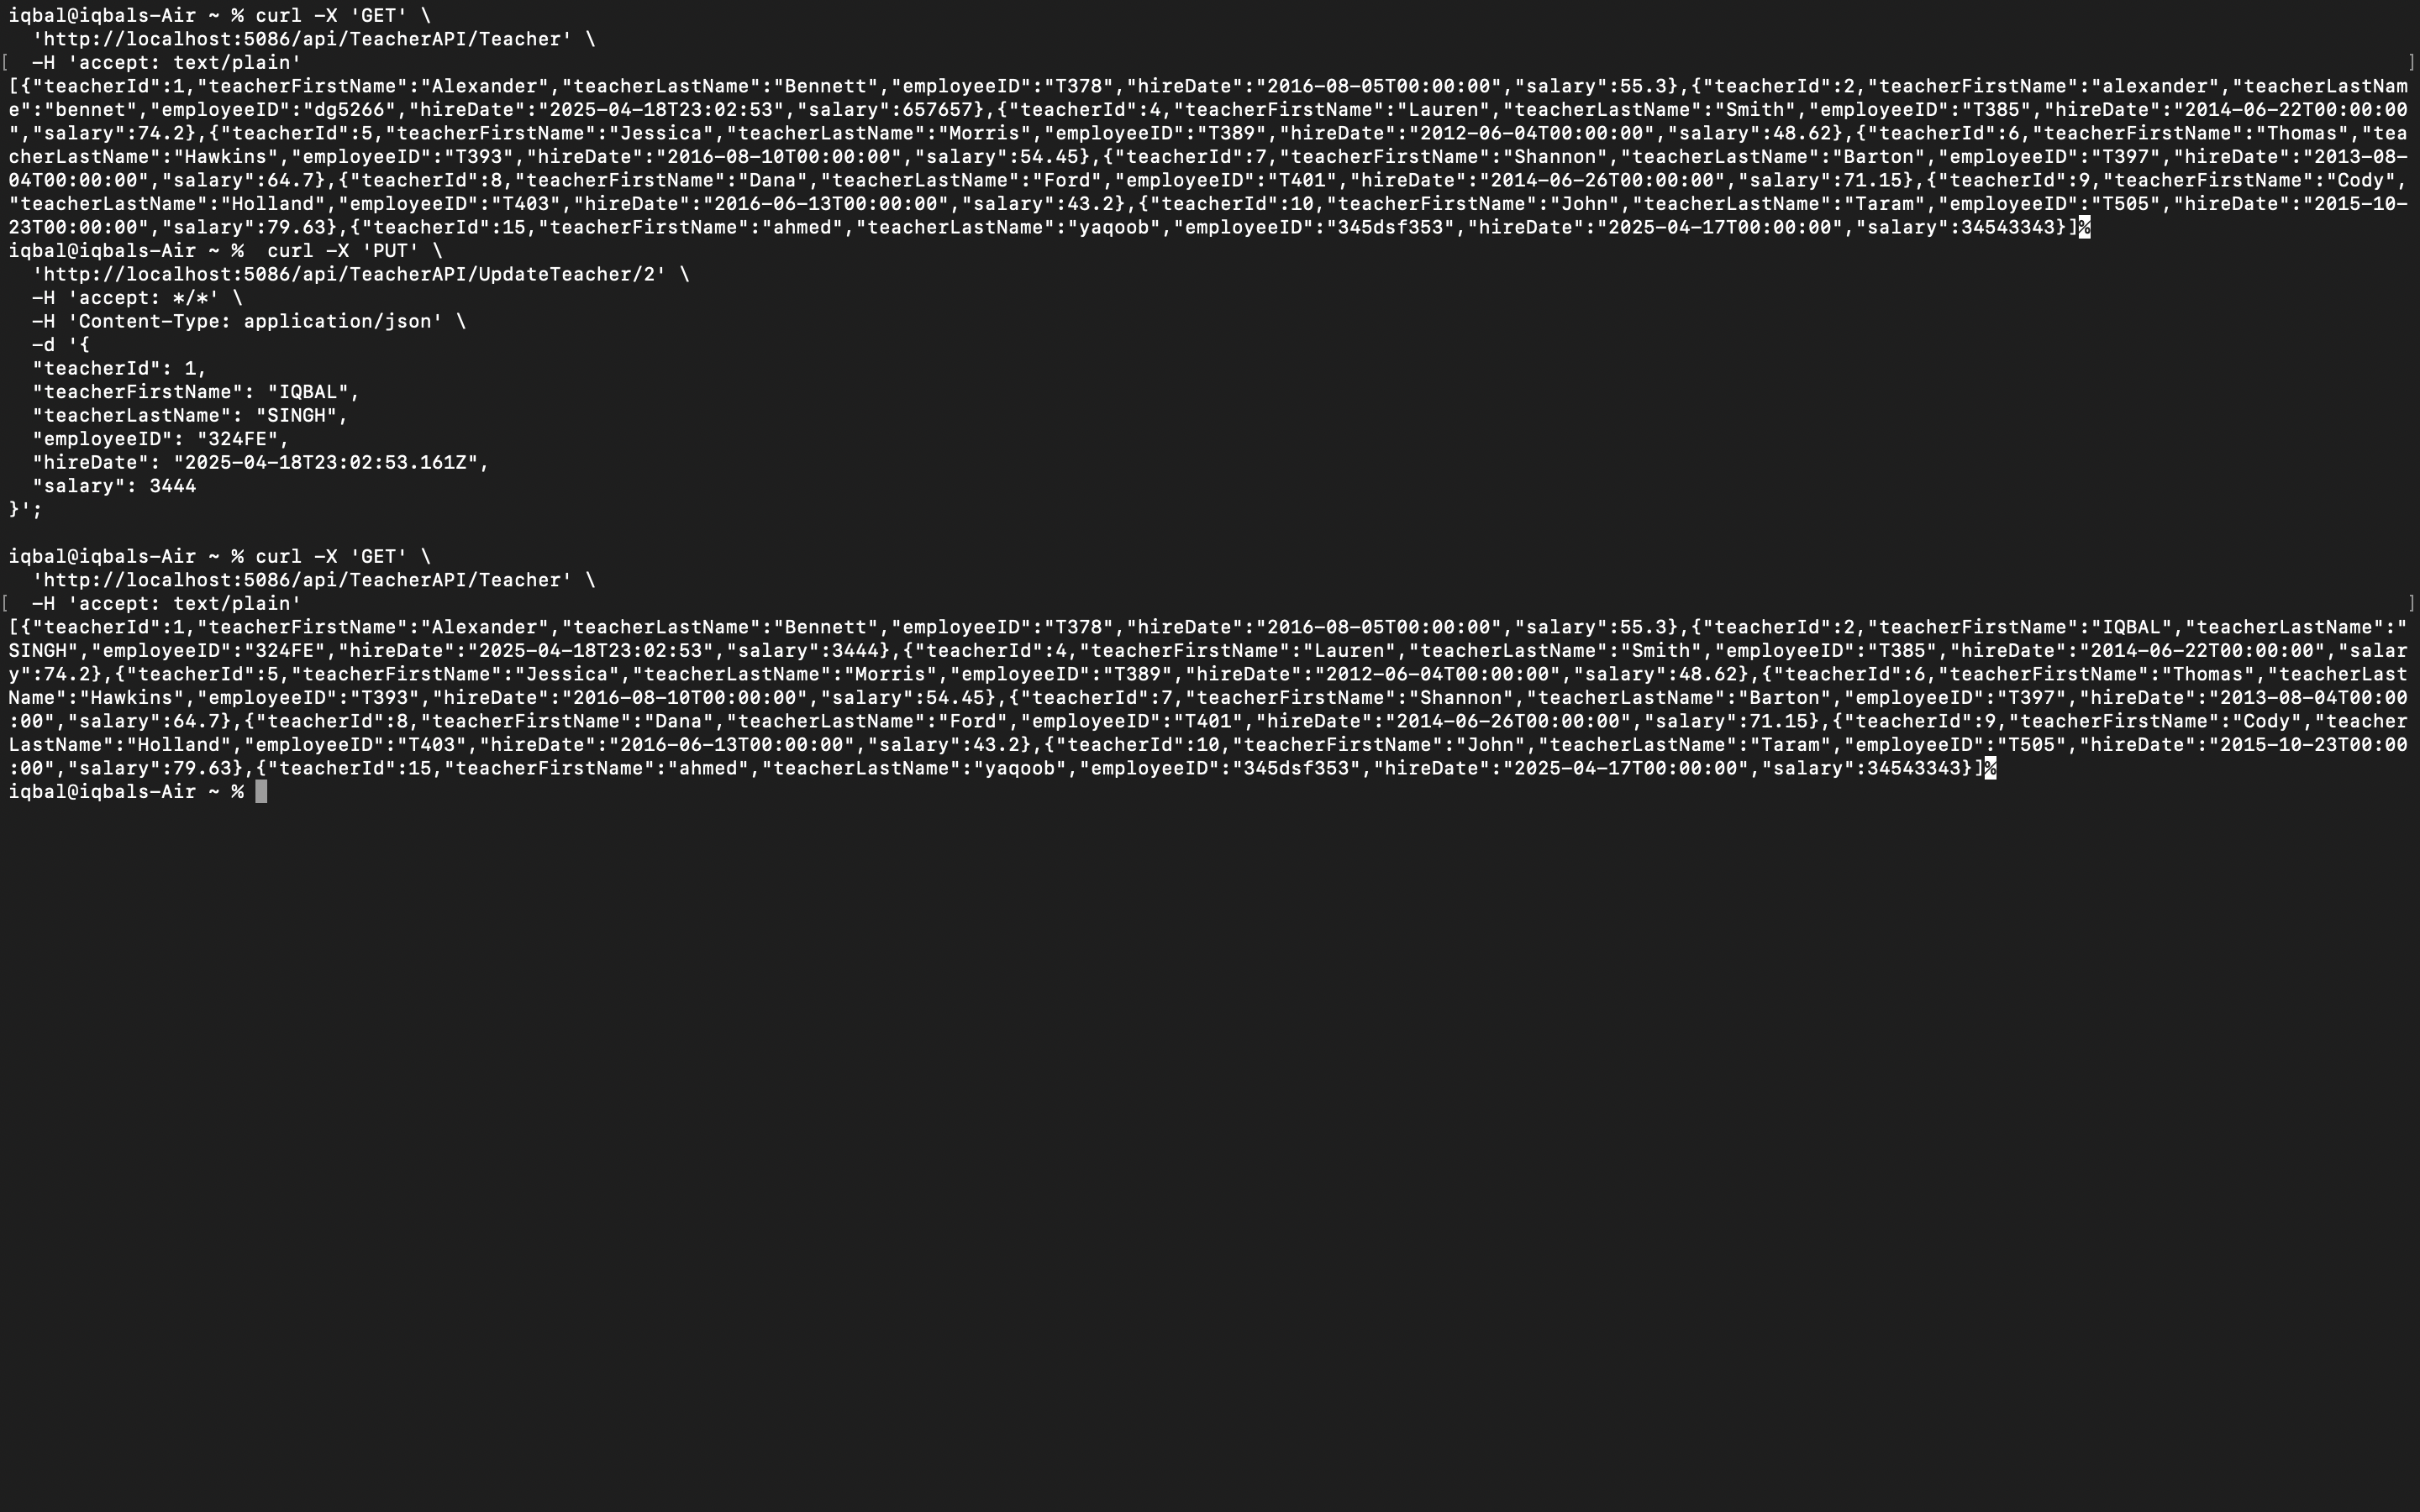 iqbal@iqbals-Air ~ % curl -X 'GET' \
  'http://localhost:5086/api/TeacherAPI/Teacher' \
[  -H 'accept: text/plain' ]
[{"teacherId":1,"teacherFirstName":"Alexander","teacherLastName":"Bennett","employeeID":"T378","hireDate":"2016-08-05T00:00:00","salary":55.3},{"teacherId":2,"teacherFirstName":"alexander","teacherLastNam
e":"bennet","employeeID":"dg5266","hireDate":"2025-04-18T23:02:53","salary":657657},{"teacherId":4,"teacherFirstName":"Lauren","teacherLastName":"Smith","employeeID":"T385","hireDate":"2014-06-22T00:00:00
","salary":74.2},{"teacherId":5,"teacherFirstName":"Jessica","teacherLastName":"Morris","employeeID":"T389","hireDate":"2012-06-04T00:00:00","salary":48.62},{"teacherId":6,"teacherFirstName":"Thomas","tea
cherLastName":"Hawkins","employeeID":"T393","hireDate":"2016-08-10T00:00:00","salary":54.45},{"teacherId":7,"teacherFirstName":"Shannon","teacherLastName":"Barton","employeeID":"T397","hireDate":"2013-08-
04T00:00:00","salary":64.7},{"teacherId":8,"teacherFirstName":"Dana","teacherLastName":"Ford","employeeID":"T401","hireDate":"2014-06-26T00:00:00","salary":71.15},{"teacherId":9,"teacherFirstName":"Cody",
"teacherLastName":"Holland","employeeID":"T403","hireDate":"2016-06-13T00:00:00","salary":43.2},{"teacherId":10,"teacherFirstName":"John","teacherLastName":"Taram","employeeID":"T505","hireDate":"2015-10-
23T00:00:00","salary":79.63},{"teacherId":15,"teacherFirstName":"ahmed","teacherLastName":"yaqoob","employeeID":"345dsf353","hireDate":"2025-04-17T00:00:00","salary":34543343}]%
iqbal@iqbals-Air ~ %  curl -X 'PUT' \
  'http://localhost:5086/api/TeacherAPI/UpdateTeacher/2' \
  -H 'accept: */*' \
  -H 'Content-Type: application/json' \
  -d '{
  "teacherId": 1,
  "teacherFirstName": "IQBAL",
  "teacherLastName": "SINGH",
  "employeeID": "324FE",
  "hireDate": "2025-04-18T23:02:53.161Z",
  "salary": 3444
}';
iqbal@iqbals-Air ~ % curl -X 'GET' \
  'http://localhost:5086/api/TeacherAPI/Teacher' \
[  -H 'accept: text/plain' ]
[{"teacherId":1,"teacherFirstName":"Alexander","teacherLastName":"Bennett","employeeID":"T378","hireDate":"2016-08-05T00:00:00","salary":55.3},{"teacherId":2,"teacherFirstName":"IQBAL","teacherLastName":"
SINGH","employeeID":"324FE","hireDate":"2025-04-18T23:02:53","salary":3444},{"teacherId":4,"teacherFirstName":"Lauren","teacherLastName":"Smith","employeeID":"T385","hireDate":"2014-06-22T00:00:00","salar
y":74.2},{"teacherId":5,"teacherFirstName":"Jessica","teacherLastName":"Morris","employeeID":"T389","hireDate":"2012-06-04T00:00:00","salary":48.62},{"teacherId":6,"teacherFirstName":"Thomas","teacherLast
Name":"Hawkins","employeeID":"T393","hireDate":"2016-08-10T00:00:00","salary":54.45},{"teacherId":7,"teacherFirstName":"Shannon","teacherLastName":"Barton","employeeID":"T397","hireDate":"2013-08-04T00:00
:00","salary":64.7},{"teacherId":8,"teacherFirstName":"Dana","teacherLastName":"Ford","employeeID":"T401","hireDate":"2014-06-26T00:00:00","salary":71.15},{"teacherId":9,"teacherFirstName":"Cody","teacher
LastName":"Holland","employeeID":"T403","hireDate":"2016-06-13T00:00:00","salary":43.2},{"teacherId":10,"teacherFirstName":"John","teacherLastName":"Taram","employeeID":"T505","hireDate":"2015-10-23T00:00
:00","salary":79.63},{"teacherId":15,"teacherFirstName":"ahmed","teacherLastName":"yaqoob","employeeID":"345dsf353","hireDate":"2025-04-17T00:00:00","salary":34543343}]%
iqbal@iqbals-Air ~ %